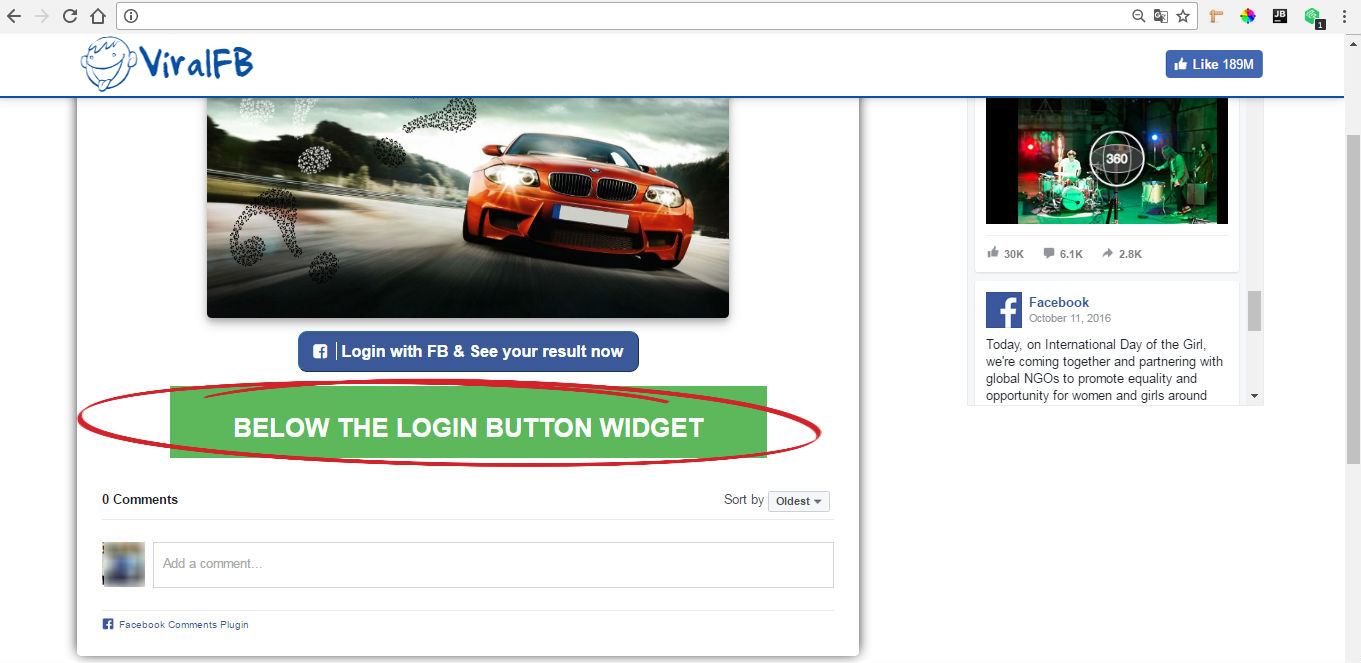 ViralFB
Like 189M
360
30K 6.1K 2.8K
Facebook
October 11, 2016
Today, on International Day of the Girl,
we're coming together and partnering with
global NGOs to promote equality and
opportunity for women and girls around
Login with FB & See your result now
BELOW THE LOGIN BUTTON WIDGET
0 Comments
Sort by Oldest
Add a comment...
Facebook Comments Plugin
JB
1